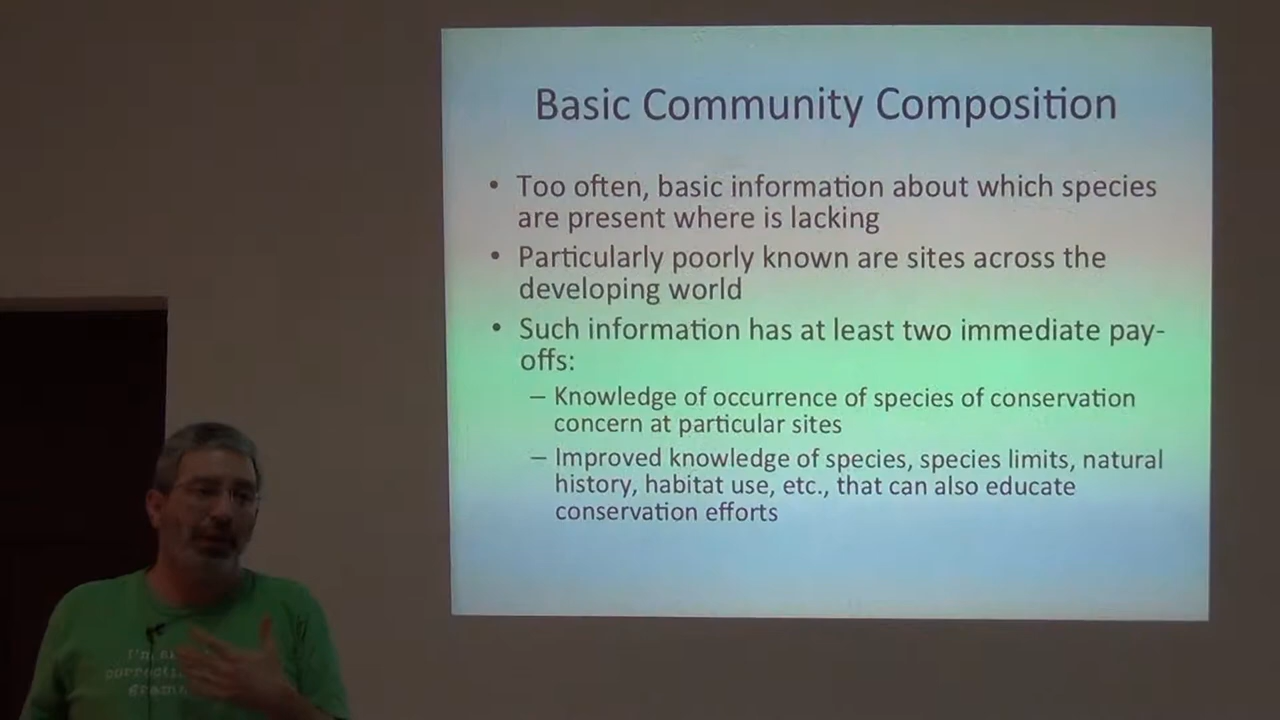 Basic Community Composition
• Too often, basic information about which species
are present where is lacking
• Particularly poorly known are sites across the
developing world
• Such information has at least two immediate pay-
offs:
– Knowledge of occurrence of species of conservation
concern at particular sites
– Improved knowledge of species, species limits, natural
history, habitat use, etc., that can also educate
conservation efforts
I'm